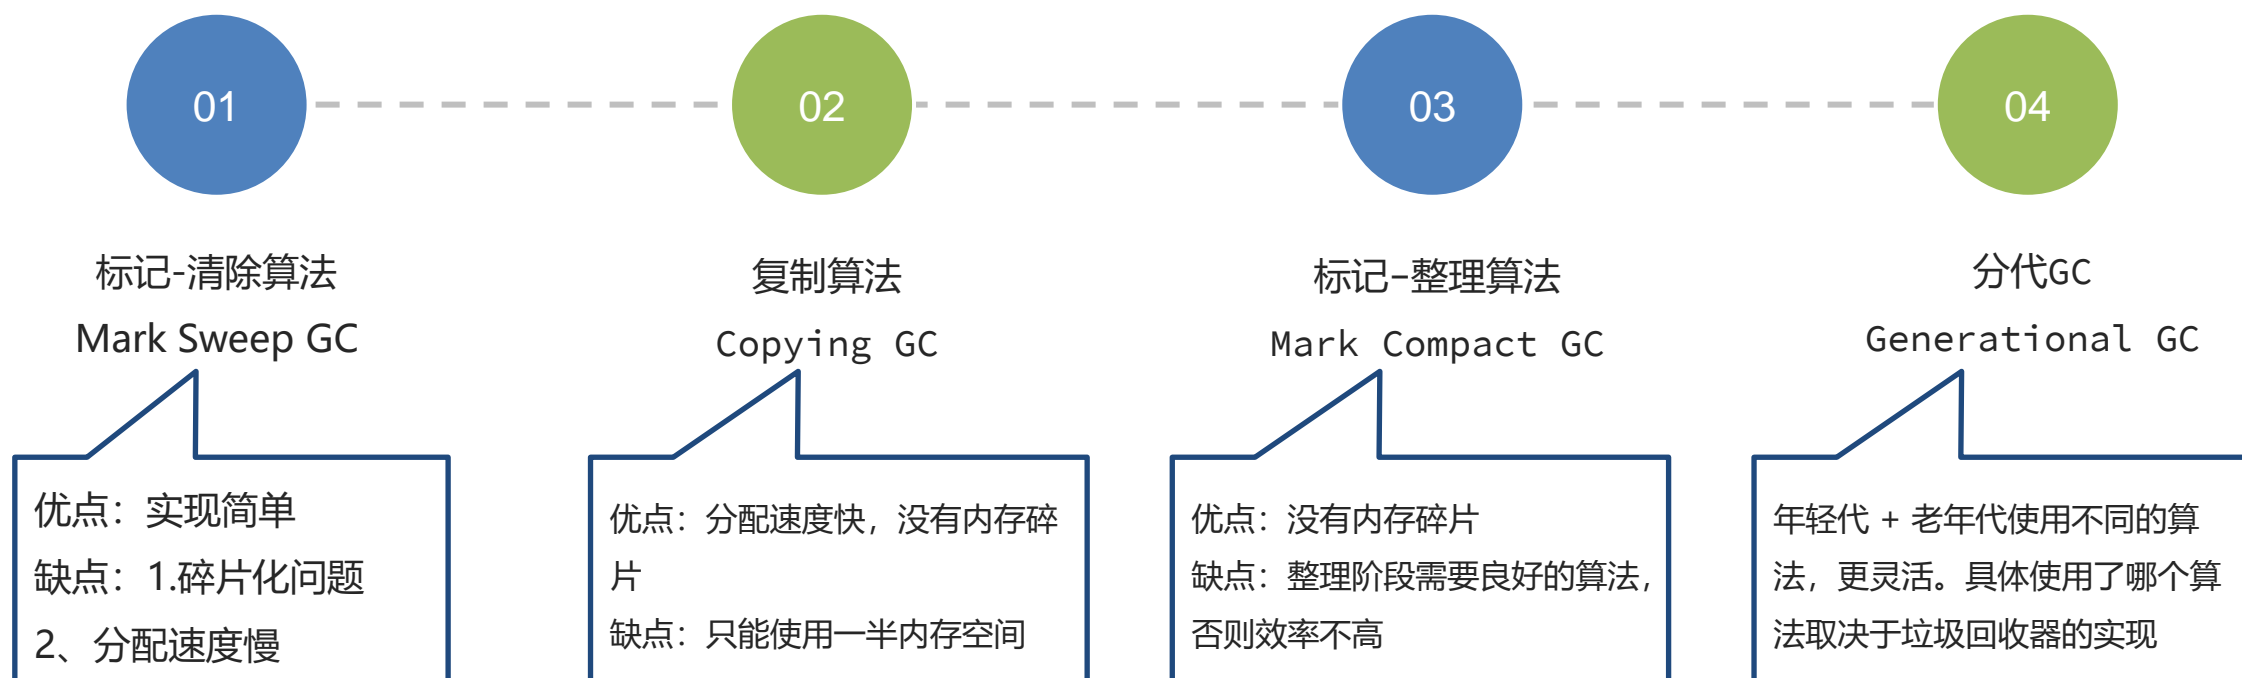 01
02
03
04
标记-清除算法
Mark Sweep GC
复制算法
Copying GC
标记-整理算法
Mark Compact GC
分代GC
Generational GC
优点：实现简单
缺点：1.碎片化问题
2、分配速度慢
优点：分配速度快，没有内存碎
片
缺点：只能使用一半内存空间
优点：没有内存碎片
缺点：整理阶段需要良好的算法，
否则效率不高
年轻代 + 老年代使用不同的算
法，更灵活。具体使用了哪个算
法取决于垃圾回收器的实现